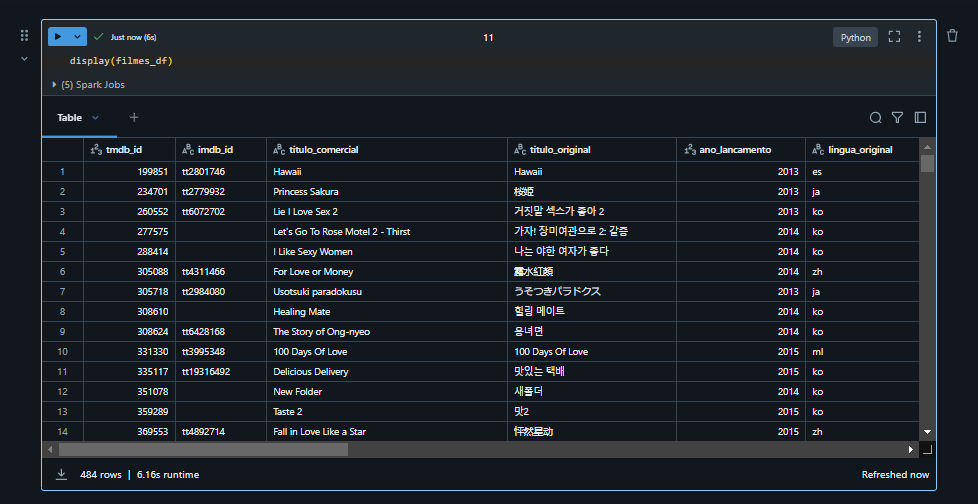 Just now (6s)
11
Python
display(filmes_df)
(5) Spark Jobs
Table
tmdb_id imdb_id titulo_comercial titulo_original ano_lancamento lingua_original
1 199851 tt2801746 Hawaii Hawaii 2013 es
2 234701 tt2779932 Princess Sakura 桜姫 2013 ja
3 260552 tt6072702 Lie I Love Sex 2 거짓말 섹스가 좋아 2 2013 ko
4 277575 Let's Go To Rose Motel 2 - Thirst 가자! 장미여관으로 2: 갈증 2014 ko
5 288414 I Like Sexy Women 나는 야한 여자가 좋다 2014 ko
6 305088 tt4311466 For Love or Money 露水紅顏 2014 zh
7 305718 tt2984080 Usotsuki paradokusu うそつきパラドクス 2013 ja
8 308610 Healing Mate 힐링 메이트 2014 ko
9 308624 tt6428168 The Story of Ong-nyeo 옹녀뎐 2014 ko
10 331330 tt3995348 100 Days Of Love 100 Days Of Love 2015 ml
11 335117 tt19316492 Delicious Delivery 맛있는 택배 2015 ko
12 351078 New Folder 새폴더 2014 ko
13 359289 Taste 2 맛2 2015 ko
14 369553 tt4892714 Fall in Love Like a Star 怦然星动 2015 zh
484 rows | 6.16s runtime
Refreshed now